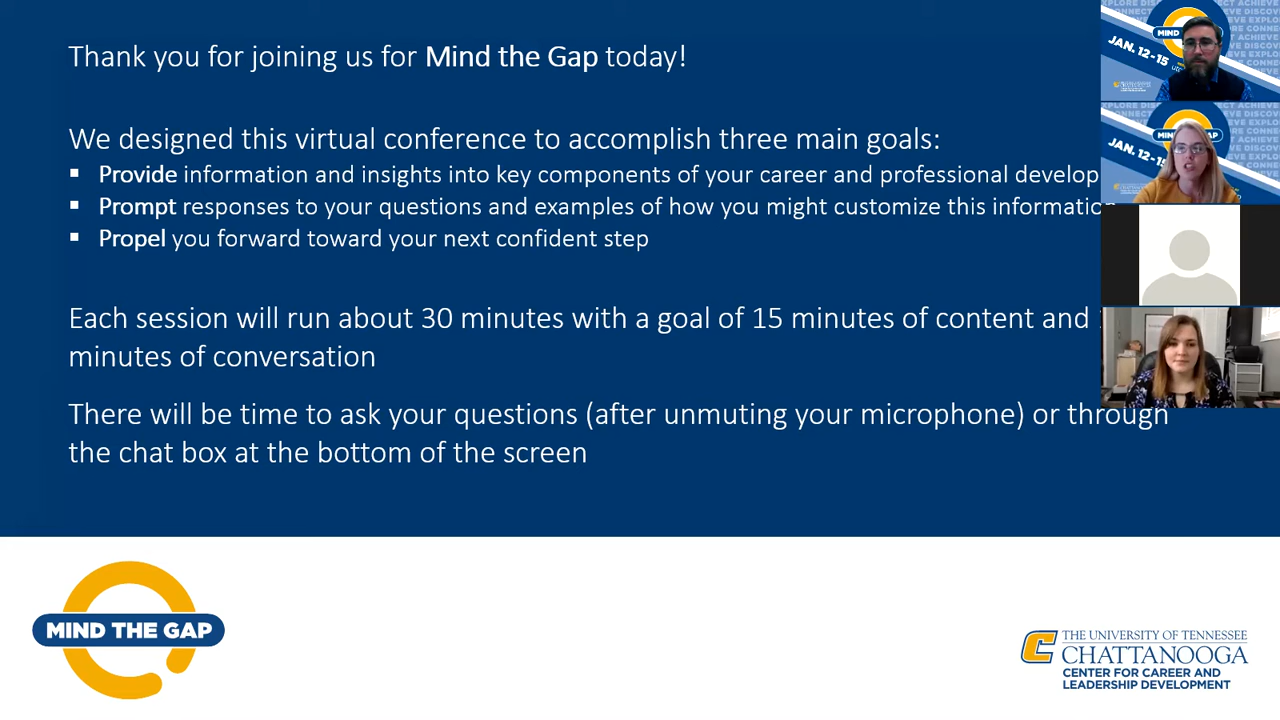 Thank you for joining us for Mind the Gap today!
We designed this virtual conference to accomplish three main goals:
▪ Provide information and insights into key components of your career and professional develop
▪ Prompt responses to your questions and examples of how you might customize this information
▪ Propel you forward toward your next confident step
Each session will run about 30 minutes with a goal of 15 minutes of content and
minutes of conversation
There will be time to ask your questions (after unmuting your microphone) or through
the chat box at the bottom of the screen
JAN. 12-15
JAN. 12-15
MIND THE GAP
THE UNIVERSITY OF TENNESSEE
CHATTANOOGA
CENTER FOR CAREER AND
LEADERSHIP DEVELOPMENT